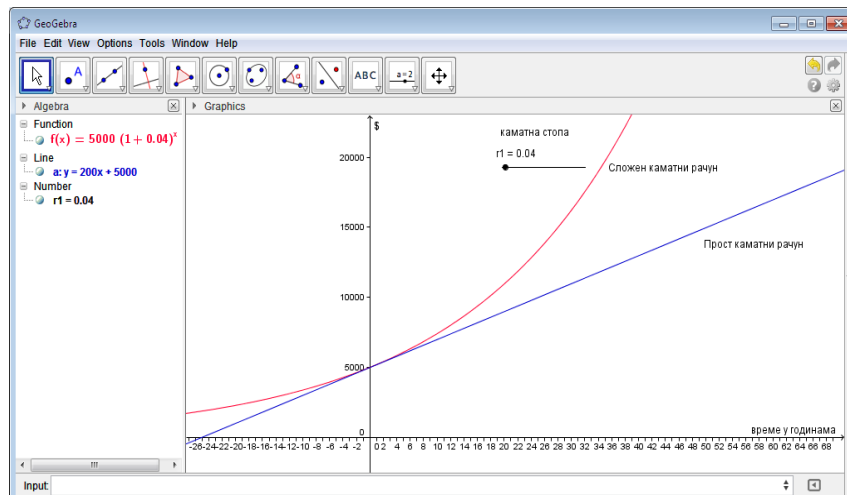 GeoGebra
File Edit View Options Tools Window Help
ABC
a=2
Algebra
Graphics
Function
f(x) = 5000 (1 + 0.04)^x
Line
a: y = 200x + 5000
Number
r1 = 0.04
$
каматна стопа
r1 = 0.04
Сложен каматни рачун
Прост каматни рачун
20000
15000
10000
5000
0
време у годинама
-26 -24 -22 -20 -18 -16 -14 -12 -10 -8 -6 -4 -2 0 2 4 6 8 10 12 14 16 18 20 22 24 26 28 30 32 34 36 38 40 42 44 46 48 50 52 54 56 58 60 62 64 66 68
Input: